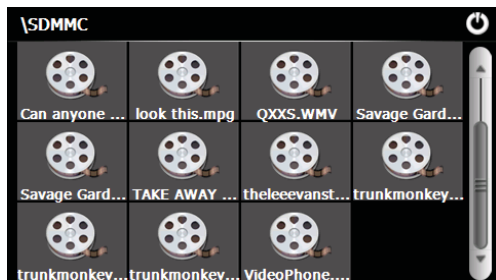 \SDMMC
Can anyone ... look this.mpg QXXS.WMV Savage Gard...
Savage Gard... TAKE AWAY ... theleeevanst... trunkmonkey...
trunkmonkey... trunkmonkey... VideoPhone....